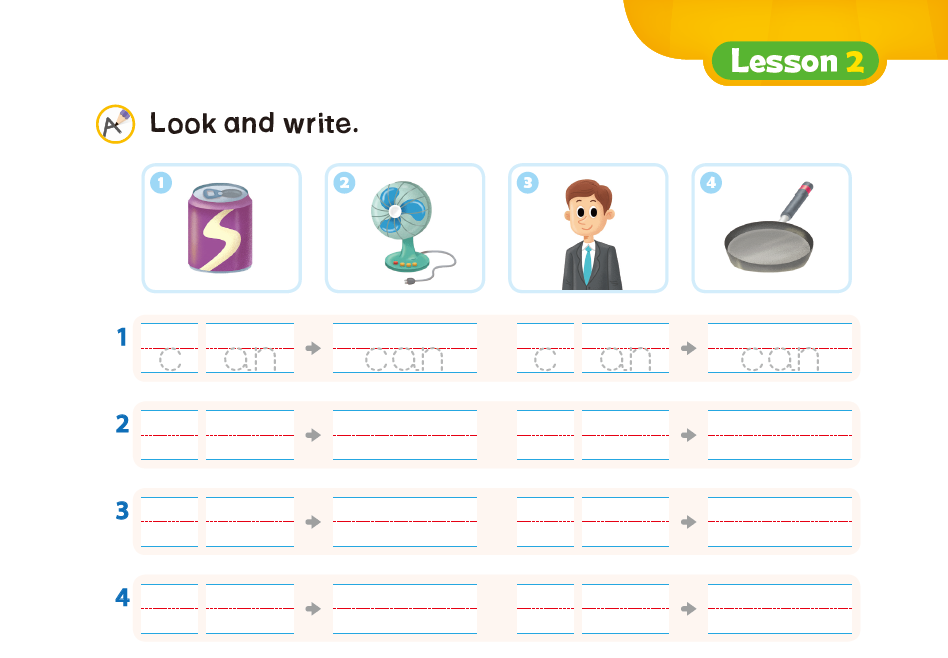 Lesson 2
A Look and write.
1 2 3 4
S
1 c an → can c an → can
2 → →
3 → →
4 → →